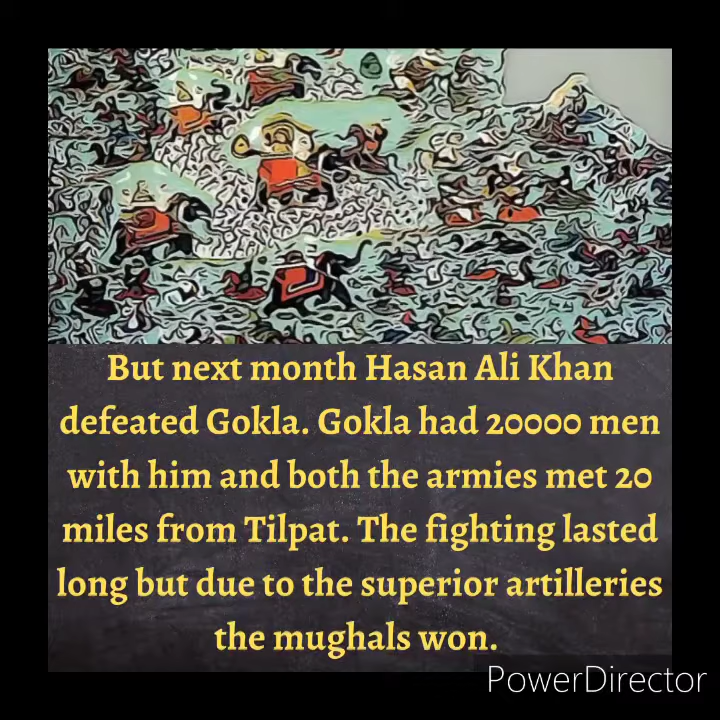 But next month Hasan Ali Khan
defeated Gokla. Gokla had 20000 men
with him and both the armies met 20
miles from Tilpat. The fighting lasted
long but due to the superior artilleries
the mughals won.
PowerDirector